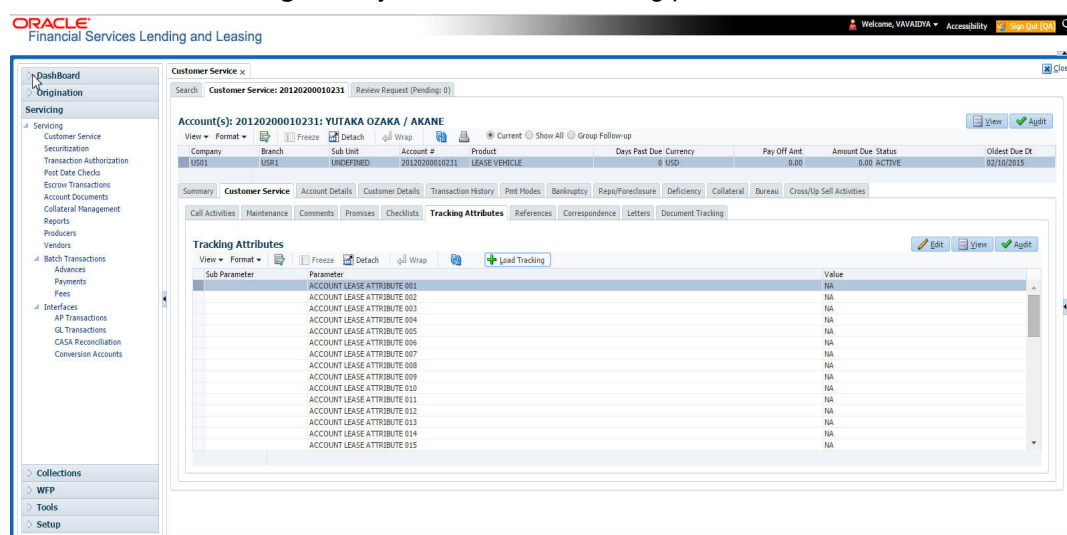 ORACLE
Financial Services Lending and Leasing
Welcome, VAVAIDYA Accessibility Sign Out [QA]
DashBoard
Origination
Servicing
Servicing
Customer Service
Securitization
Transaction Authorization
Post Date Checks
Escrow Transactions
Account Documents
Collateral Management
Reports
Producers
Vendors
Batch Transactions
Advances
Payments
Fees
Interfaces
AP Transactions
GL Transactions
CASA Reconciliation
Conversion Accounts
Collections
WFP
Tools
Setup
Customer Service x
Clos
Search Customer Service: 20120200010231 Review Request (Pending: 0)
Account(s): 20120200010231: YUTAKA OZAKA / AKANE
View Audit
View Format Freeze Detach Wrap Current Show All Group Follow-up
Company Branch Sub Unit Account # Product Days Past Due Currency Pay Off Amt Amount Due Status Oldest Due Dt
US01 USR1 UNDEFINED 20120200010231 LEASE VEHICLE 0 USD 0.00 0.00 ACTIVE 02/10/2015
Summary Customer Service Account Details Customer Details Transaction History Pmt Modes Bankruptcy Repo/Foreclosure Deficiency Collateral Bureau Cross/Up Sell Activities
Call Activities Maintenance Comments Promises Checklists Tracking Attributes References Correspondence Letters Document Tracking
Tracking Attributes
Edit View Audit
View Format Freeze Detach Wrap Load Tracking
Sub Parameter Parameter Value
ACCOUNT LEASE ATTRIBUTE 001 NA
ACCOUNT LEASE ATTRIBUTE 002 NA
ACCOUNT LEASE ATTRIBUTE 003 NA
ACCOUNT LEASE ATTRIBUTE 004 NA
ACCOUNT LEASE ATTRIBUTE 005 NA
ACCOUNT LEASE ATTRIBUTE 006 NA
ACCOUNT LEASE ATTRIBUTE 007 NA
ACCOUNT LEASE ATTRIBUTE 008 NA
ACCOUNT LEASE ATTRIBUTE 009 NA
ACCOUNT LEASE ATTRIBUTE 010 NA
ACCOUNT LEASE ATTRIBUTE 011 NA
ACCOUNT LEASE ATTRIBUTE 012 NA
ACCOUNT LEASE ATTRIBUTE 013 NA
ACCOUNT LEASE ATTRIBUTE 014 NA
ACCOUNT LEASE ATTRIBUTE 015 NA